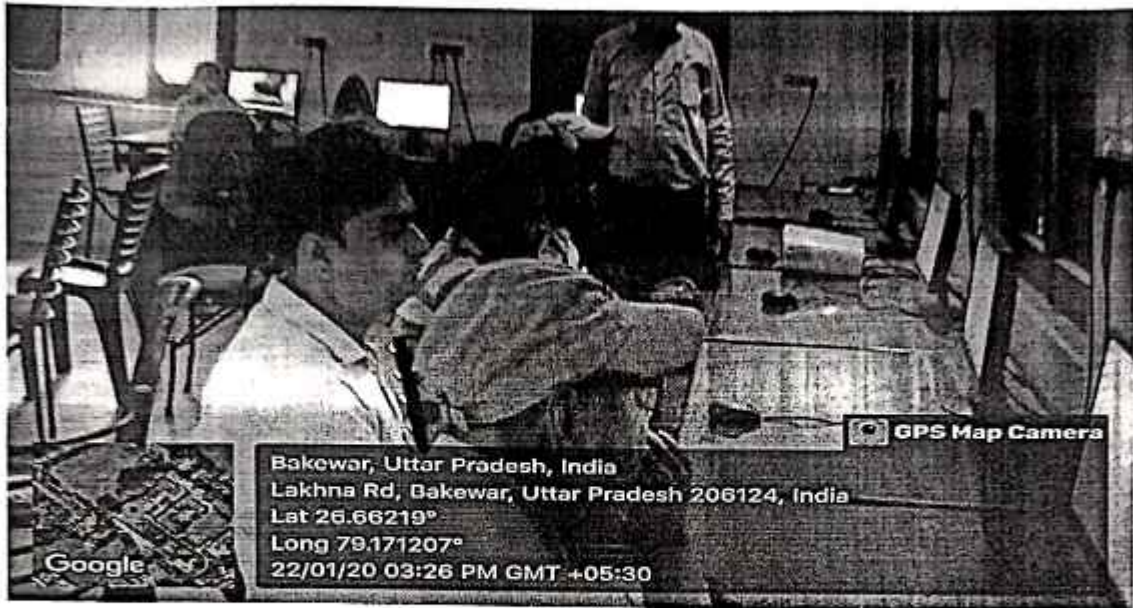 GPS Map Camera
Bakewar, Uttar Pradesh, India
Lakhna Rd, Bakewar, Uttar Pradesh 206124, India
Lat 26.66219°
Long 79.171207°
22/01/20 03:26 PM GMT +05:30
Google